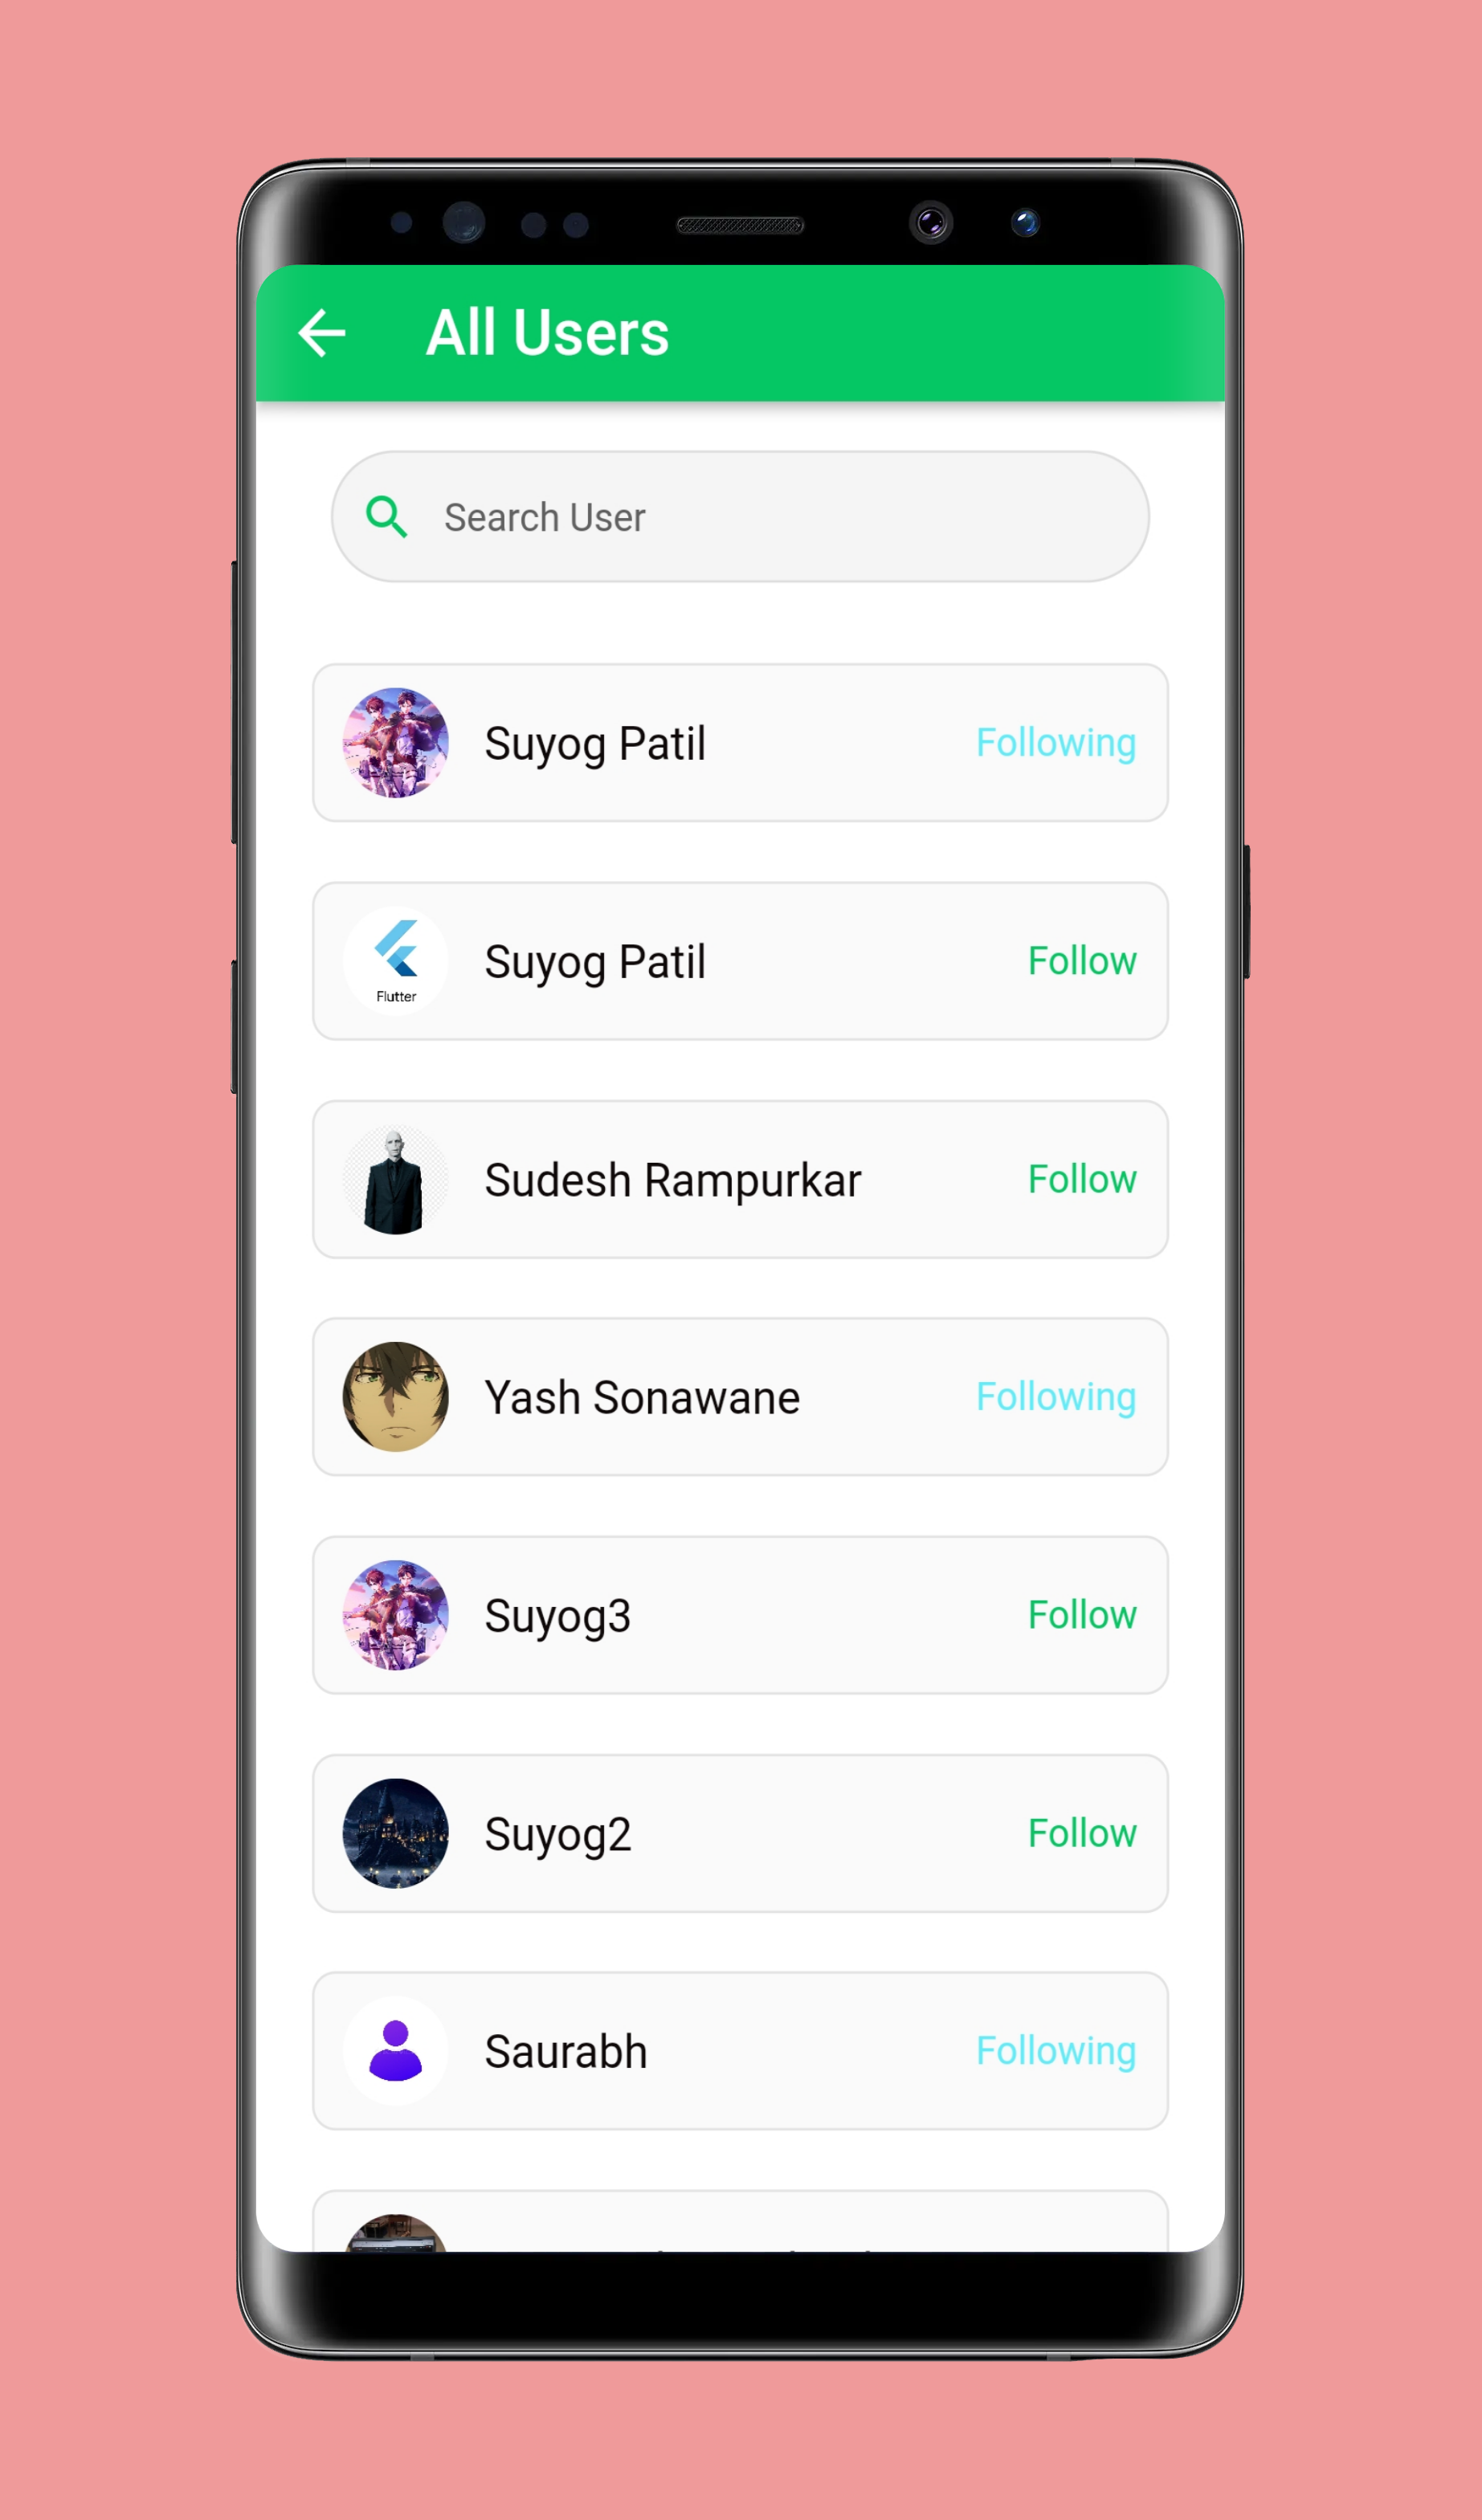 All Users
Search User
Suyog Patil Following
Flutter
Suyog Patil Follow
Sudesh Rampurkar Follow
Yash Sonawane Following
Suyog3 Follow
Suyog2 Follow
Saurabh Following